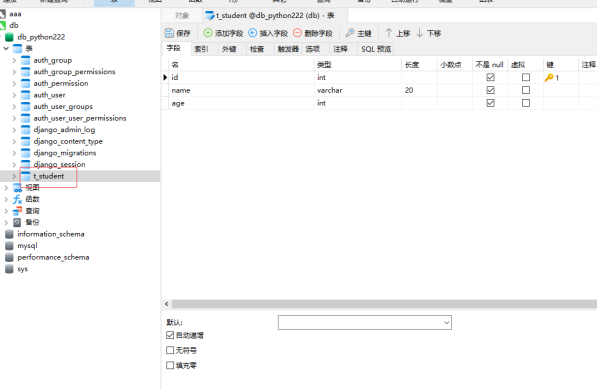 aaa
db
db_python222
表
auth_group
auth_group_permissions
auth_permission
auth_user
auth_user_groups
auth_user_user_permissions
django_admin_log
django_content_type
django_migrations
django_session
t_student
视图
函数
查询
备份
information_schema
mysql
performance_schema
sys
对象 t_student @db_python222 (db) - 表
保存 添加字段 插入字段 删除字段 主键 上移 下移
字段 索引 外键 检查 触发器 选项 注释 SQL 预览
名 类型 长度 小数点 不是 null 虚拟 键 注释
id int 1
name varchar 20
age int
默认:
自动递增
无符号
填充零